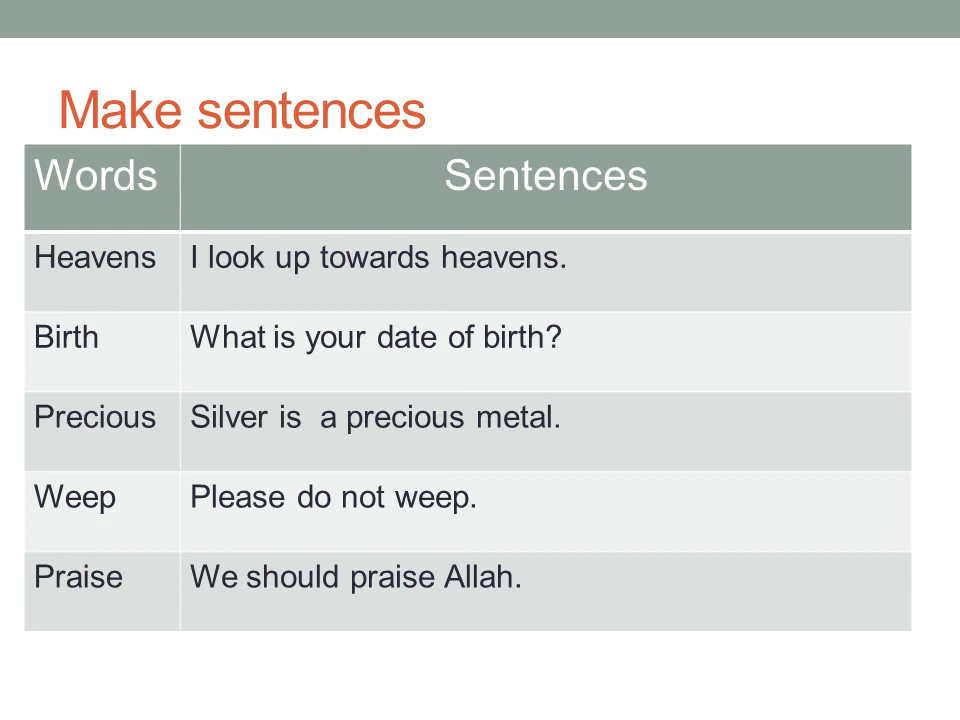 Make sentences
Words Sentences
Heavens I look up towards heavens.
Birth What is your date of birth?
Precious Silver is  a precious metal.
Weep Please do not weep.
Praise We should praise Allah.